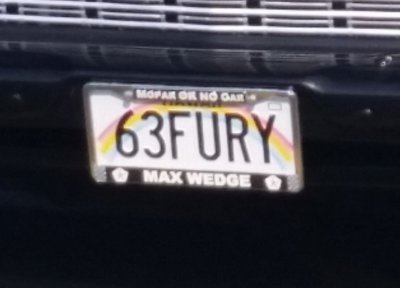 MOPAR OR NO CAR
63FURY
MAX WEDGE